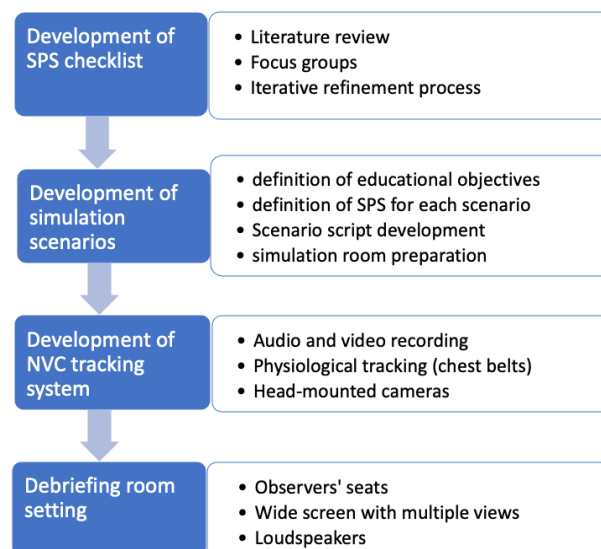 Development of
SPS checklist
• Literature review
• Focus groups
• Iterative refinement process
Development of
simulation
scenarios
• definition of educational objectives
• definition of SPS for each scenario
• Scenario script development
• simulation room preparation
Development of
NVC tracking
system
• Audio and video recording
• Physiological tracking (chest belts)
• Head-mounted cameras
Debriefing room
setting
• Observers' seats
• Wide screen with multiple views
• Loudspeakers